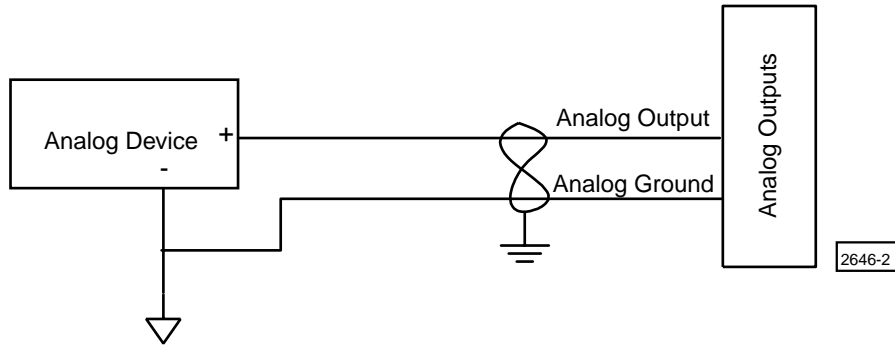 Analog Output
Analog Device +
-
Analog Ground
Analog Outputs
2646-2